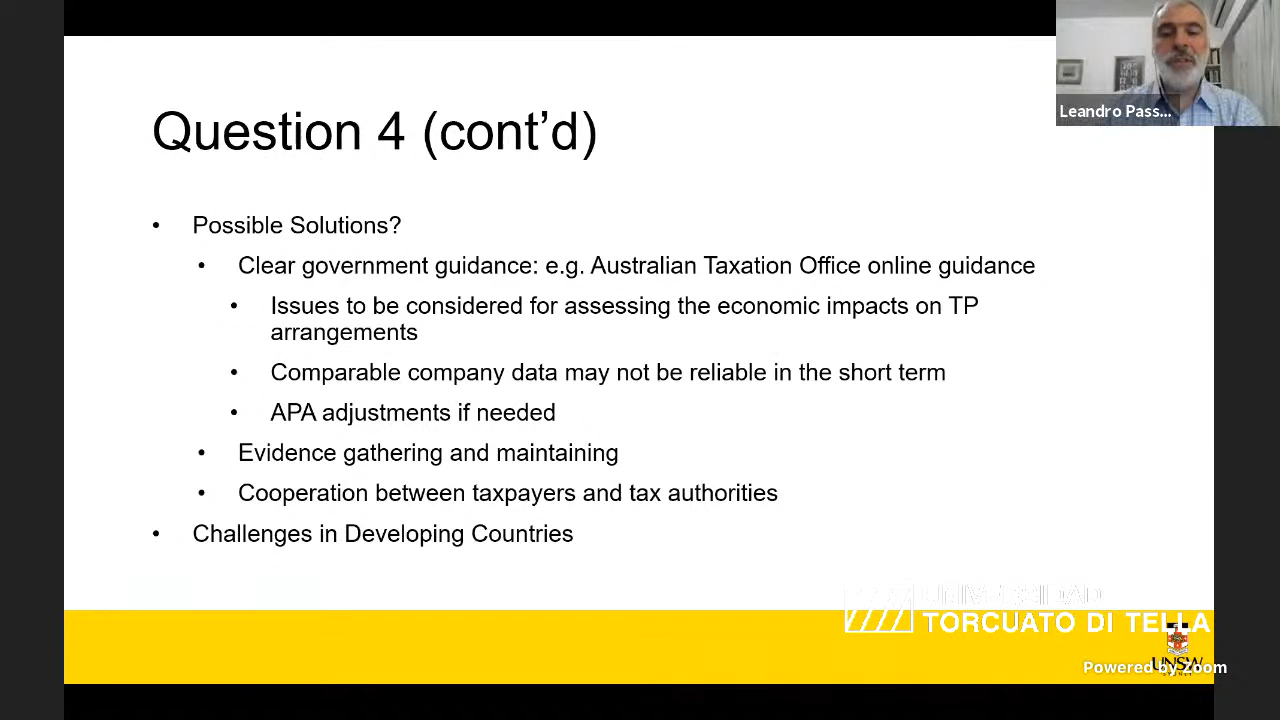 Leandro Pass...
Question 4 (cont’d)
• Possible Solutions?
• Clear government guidance: e.g. Australian Taxation Office online guidance
• Issues to be considered for assessing the economic impacts on TP
arrangements
• Comparable company data may not be reliable in the short term
• APA adjustments if needed
• Evidence gathering and maintaining
• Cooperation between taxpayers and tax authorities
• Challenges in Developing Countries
UNIVERSIDAD
TORCUATO DI TELLA
UNSW
Powered by Zoom